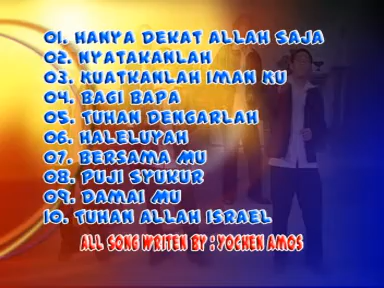 01. HANYA DEKAT ALLAH SAJA
02. NYATAKANLAH
03. KUATKANLAH IMAN KU
04. BAGI BAPA
05. TUHAN DENGARLAH
06. HALELUYAH
07. BERSAMA MU
08. PUJI SYUKUR
09. DAMAI MU
10. TUHAN ALLAH ISRAEL
ALL SONG WRITEN BY : YOCHEN AMOS